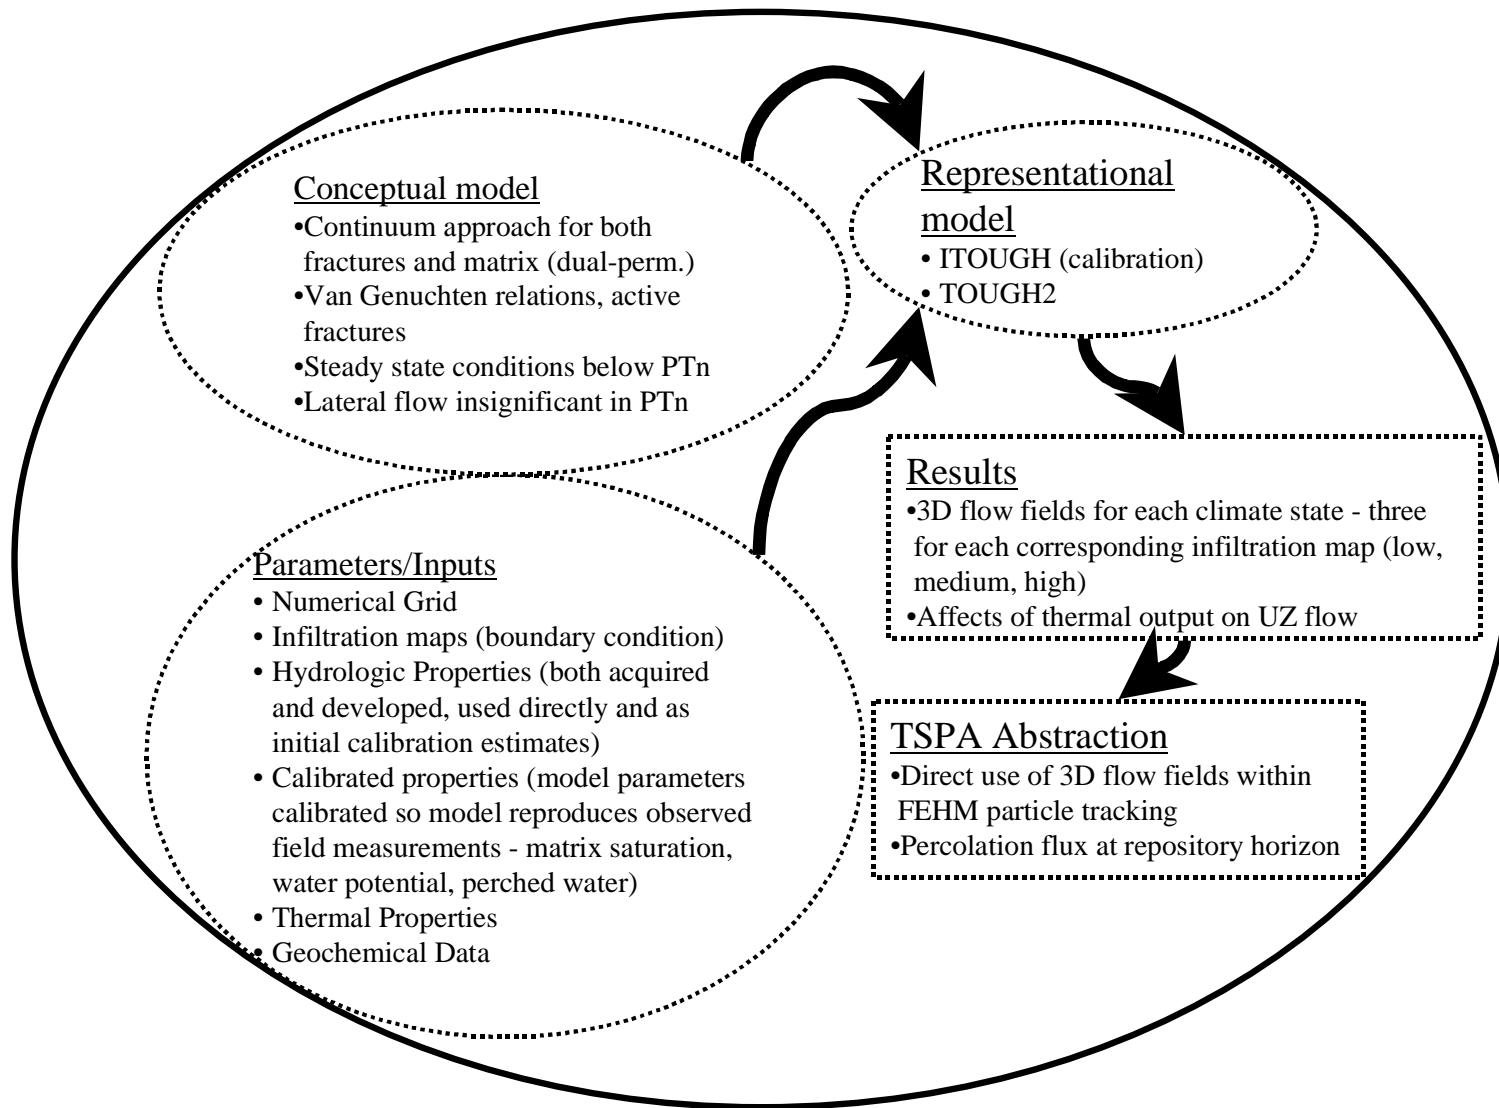 Conceptual model
•Continuum approach for both
fractures and matrix (dual-perm.)
•Van Genuchten relations, active
fractures
•Steady state conditions below PTn
•Lateral flow insignificant in PTn
Parameters/Inputs
• Numerical Grid
• Infiltration maps (boundary condition)
• Hydrologic Properties (both acquired
and developed, used directly and as
initial calibration estimates)
• Calibrated properties (model parameters
calibrated so model reproduces observed
field measurements - matrix saturation,
water potential, perched water)
• Thermal Properties
• Geochemical Data
Representational
model
• ITOUGH (calibration)
• TOUGH2
Results
•3D flow fields for each climate state - three
for each corresponding infiltration map (low,
medium, high)
•Affects of thermal output on UZ flow
TSPA Abstraction
•Direct use of 3D flow fields within
FEHM particle tracking
•Percolation flux at repository horizon